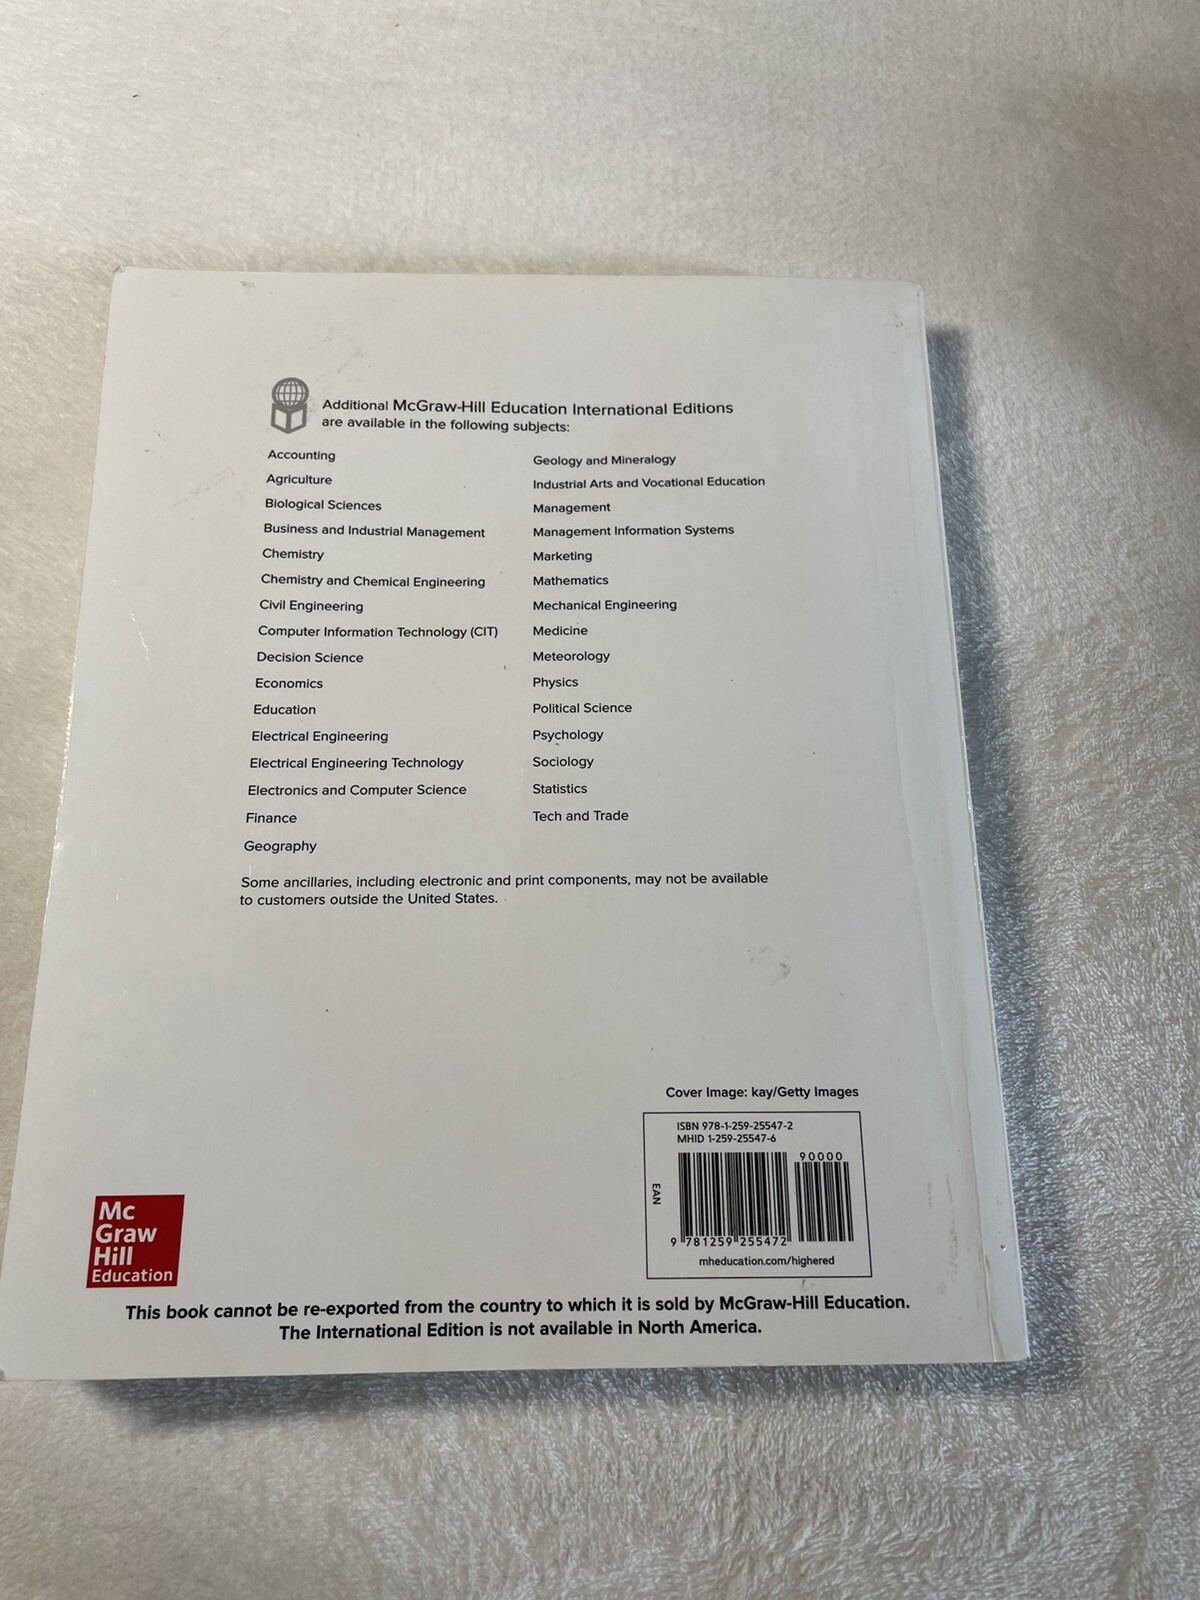 Additional McGraw-Hill Education International Editions
are available in the following subjects:
Accounting
Agriculture
Biological Sciences
Business and Industrial Management
Chemistry
Chemistry and Chemical Engineering
Civil Engineering
Computer Information Technology (CIT)
Decision Science
Economics
Education
Electrical Engineering
Electrical Engineering Technology
Electronics and Computer Science
Finance
Geography
Geology and Mineralogy
Industrial Arts and Vocational Education
Management
Management Information Systems
Marketing
Mathematics
Mechanical Engineering
Medicine
Meteorology
Physics
Political Science
Psychology
Sociology
Statistics
Tech and Trade
Some ancillaries, including electronic and print components, may not be available
to customers outside the United States.
Cover Image: kay/Getty Images
ISBN 978-1-259-25547-2
MHID 1-259-25547-6
90000
EAN
9 781259 255472
mheducation.com/highered
Mc
Graw
Hill
Education
This book cannot be re-exported from the country to which it is sold by McGraw-Hill Education.
The International Edition is not available in North America.